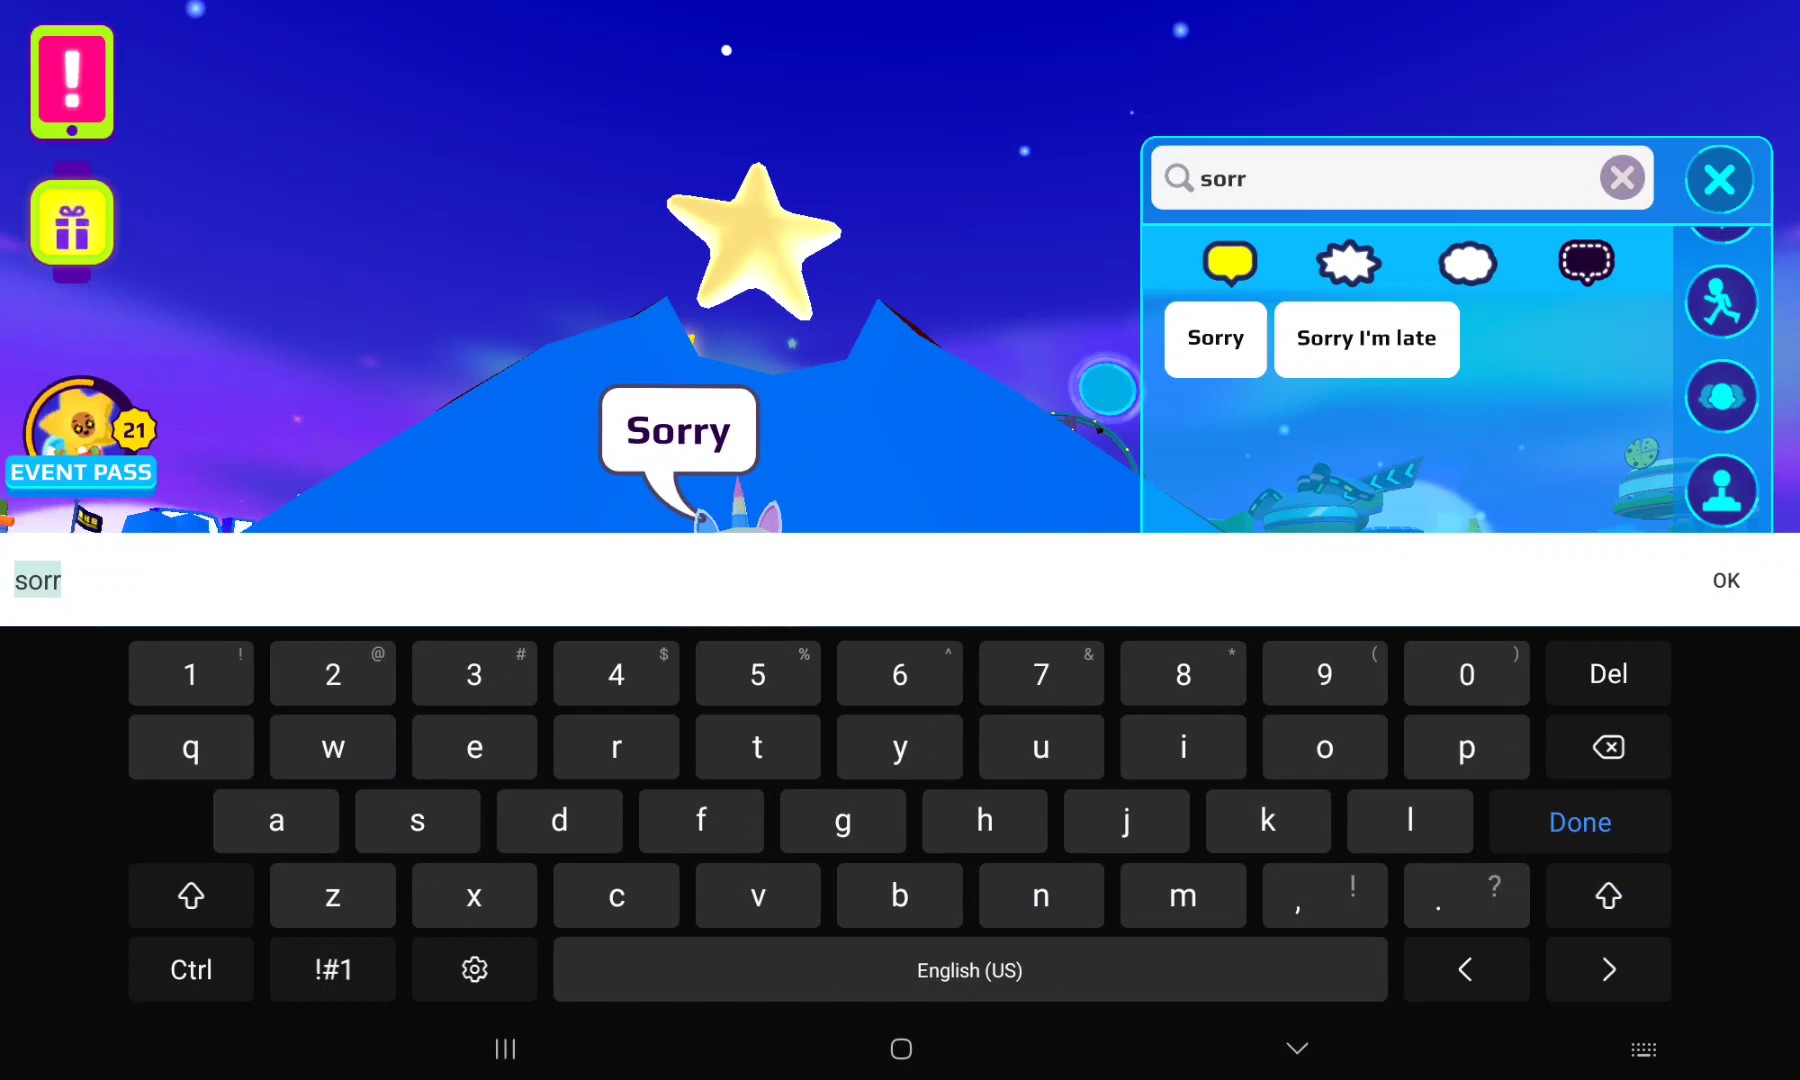 !
sorr
Sorry
Sorry I'm late
Sorry
21
EVENT PASS
sorr
OK
1 ! 2 @ 3 # 4 $ 5 % 6 ^ 7 & 8 * 9 ( 0 ) Del
q w e r t y u i o p
a s d f g h j k l Done
z x c v b n m , ! . ?
Ctrl !#1 English (US) < >